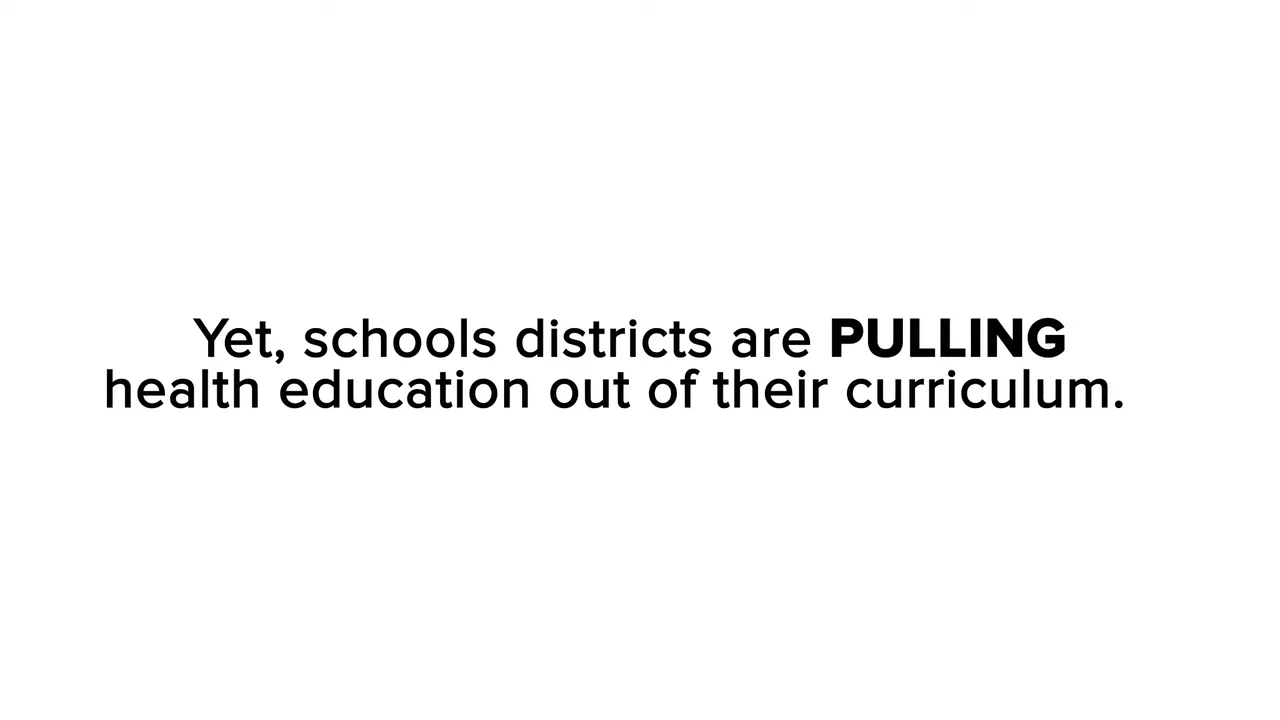 Yet, schools districts are PULLING
health education out of their curriculum.